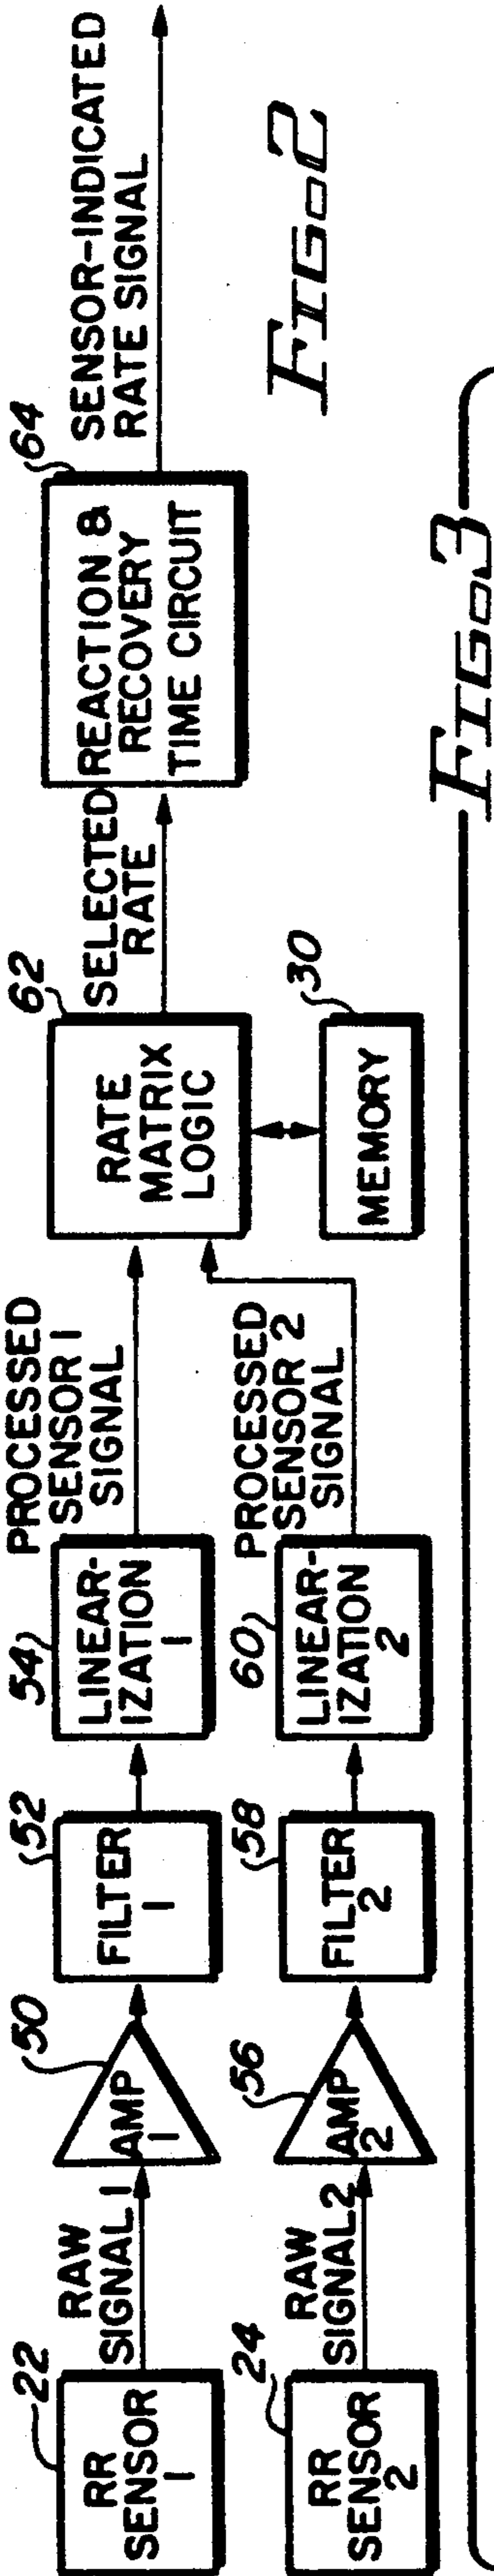 22
RR
SENSOR
1
RAW
SIGNAL 1
50
AMP
1
52
FILTER
1
54
LINEAR-
IZATION
1
PROCESSED
SENSOR 1
SIGNAL
62
RATE
MATRIX
LOGIC
SELECTED
RATE
64
REACTION &
RECOVERY
TIME CIRCUIT
SENSOR-INDICATED
RATE SIGNAL
24
RR
SENSOR
2
RAW
SIGNAL 2
56
AMP
2
58
FILTER
2
60
LINEAR-
IZATION
2
PROCESSED
SENSOR 2
SIGNAL
30
MEMORY
FIG. 2
FIG. 3